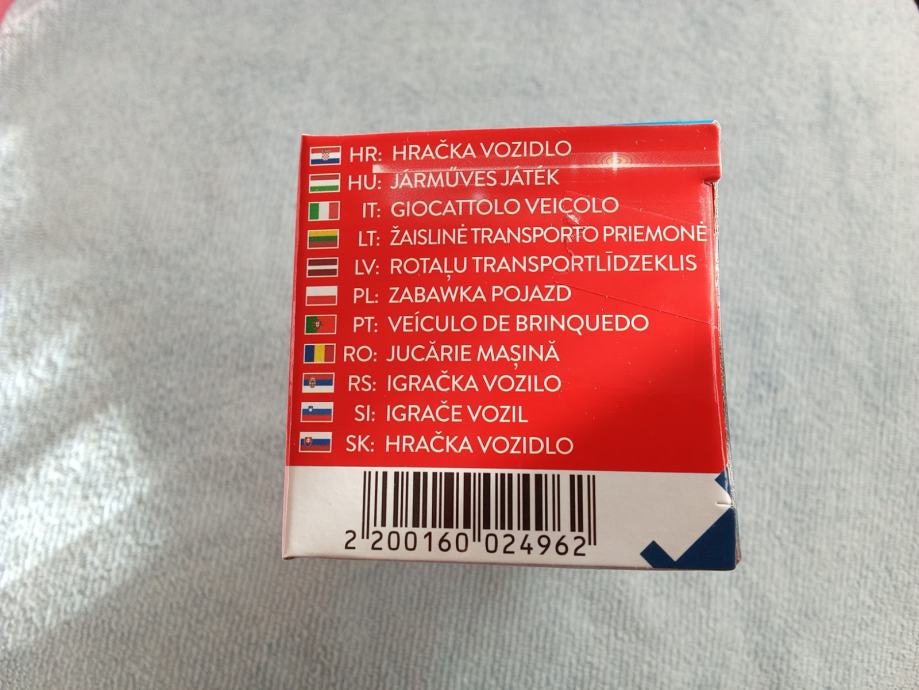 HR: HRAČKA VOZIDLO
HU: JÁRMŰVES JÁTÉK
IT: GIOCATTOLO VEICOLO
LT: ŽAISLINĖ TRANSPORTO PRIEMONĖ
LV: ROTAĻU TRANSPORTLĪDZEKLIS
PL: ZABAWKA POJAZD
PT: VEÍCULO DE BRINQUEDO
RO: JUCĂRIE MAȘINĂ
RS: IGRAČKA VOZILO
SI: IGRAČE VOZIL
SK: HRAČKA VOZIDLO
2 200160 024962